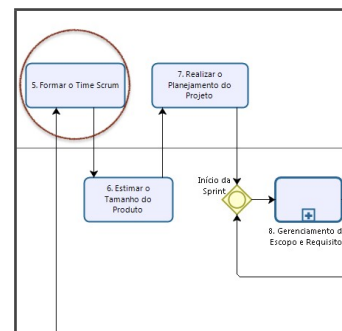 5. Formar o Time Scrum
7. Realizar o
Planejamento do
Projeto
6. Estimar o
Tamanho do
Produto
Início da
Sprint
8. Gerenciamento d
Escopo e Requisito